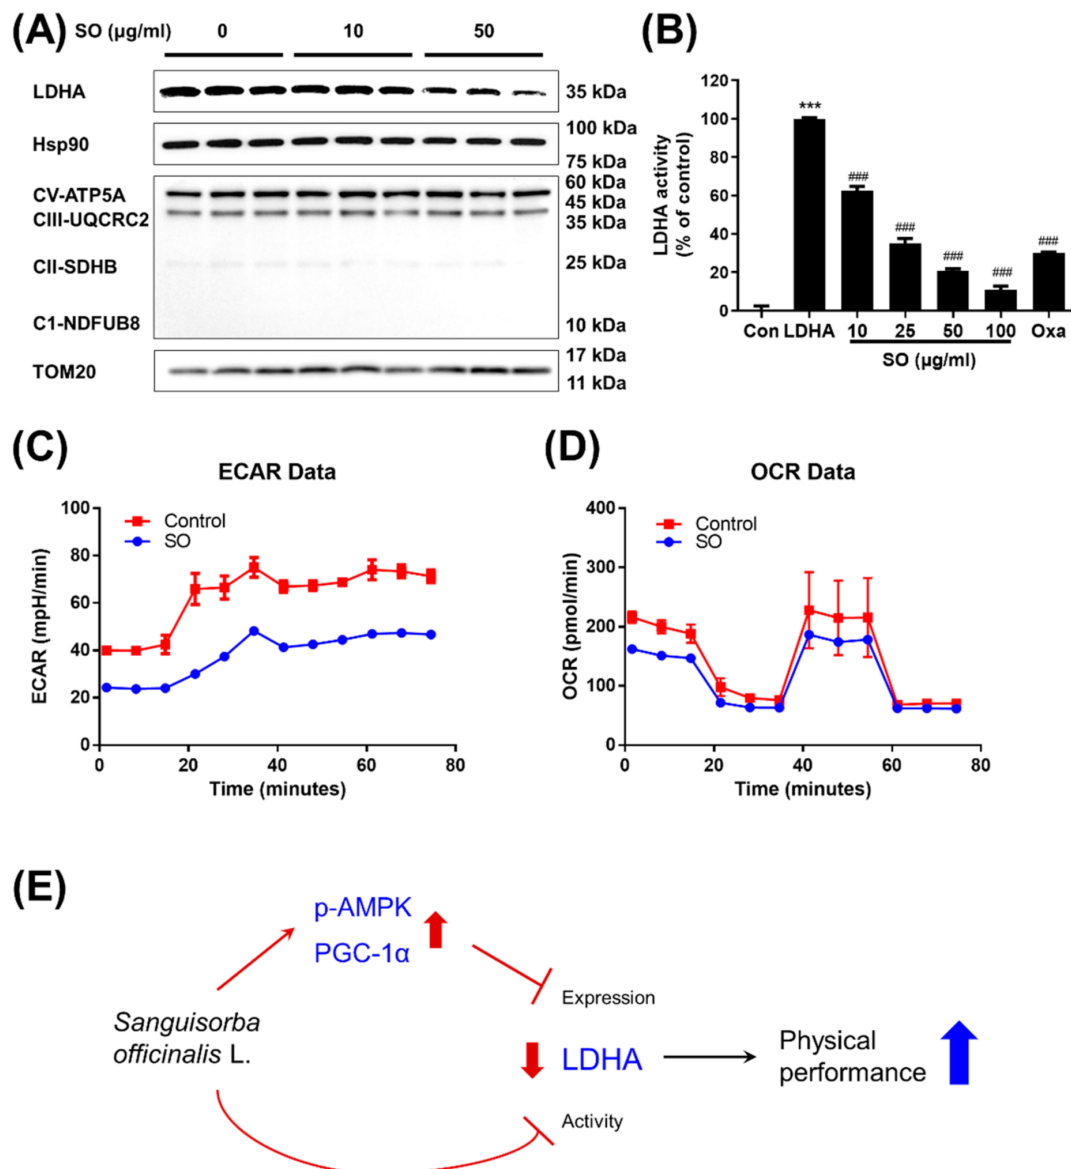 (A)
SO (μg/ml) 0 10 50
LDHA 35 kDa
Hsp90 100 kDa
75 kDa
CV-ATP5A 60 kDa
45 kDa
CIII-UQCRC2 35 kDa
CII-SDHB 25 kDa
C1-NDFUB8 10 kDa
TOM20 17 kDa
11 kDa
(B)
LDHA activity
(% of control)
120
100
80
60
40
20
0
***
###
###
###
###
###
Con LDHA 10 25 50 100 Oxa
SO (μg/ml)
(C)
ECAR Data
Control
SO
ECAR (mpH/min)
100
80
60
40
20
0
0 20 40 60 80
Time (minutes)
(D)
OCR Data
Control
SO
OCR (pmol/min)
400
300
200
100
0
0 20 40 60 80
Time (minutes)
(E)
p-AMPK
PGC-1α
Sanguisorba
officinalis L.
Expression
LDHA
Activity
Physical
performance